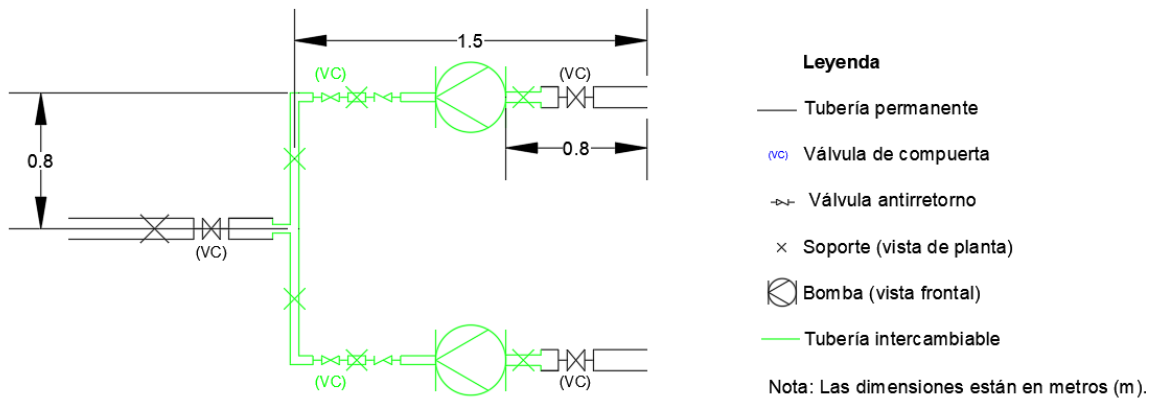 1.5
(VC)
(VC)
0.8
0.8
(VC)
(VC)
(VC)
Leyenda
Tubería permanente
(VC) Válvula de compuerta
Válvula antirretorno
Soporte (vista de planta)
Bomba (vista frontal)
Tubería intercambiable
Nota: Las dimensiones están en metros (m).